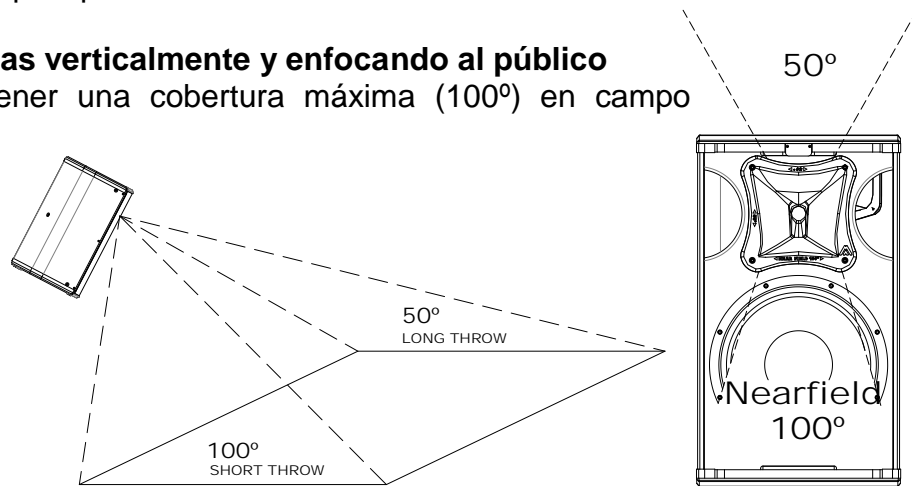 as verticalmente y enfocando al público
ener una cobertura máxima (100º) en campo
50º
50º
LONG THROW
100º
SHORT THROW
Nearfield
100º